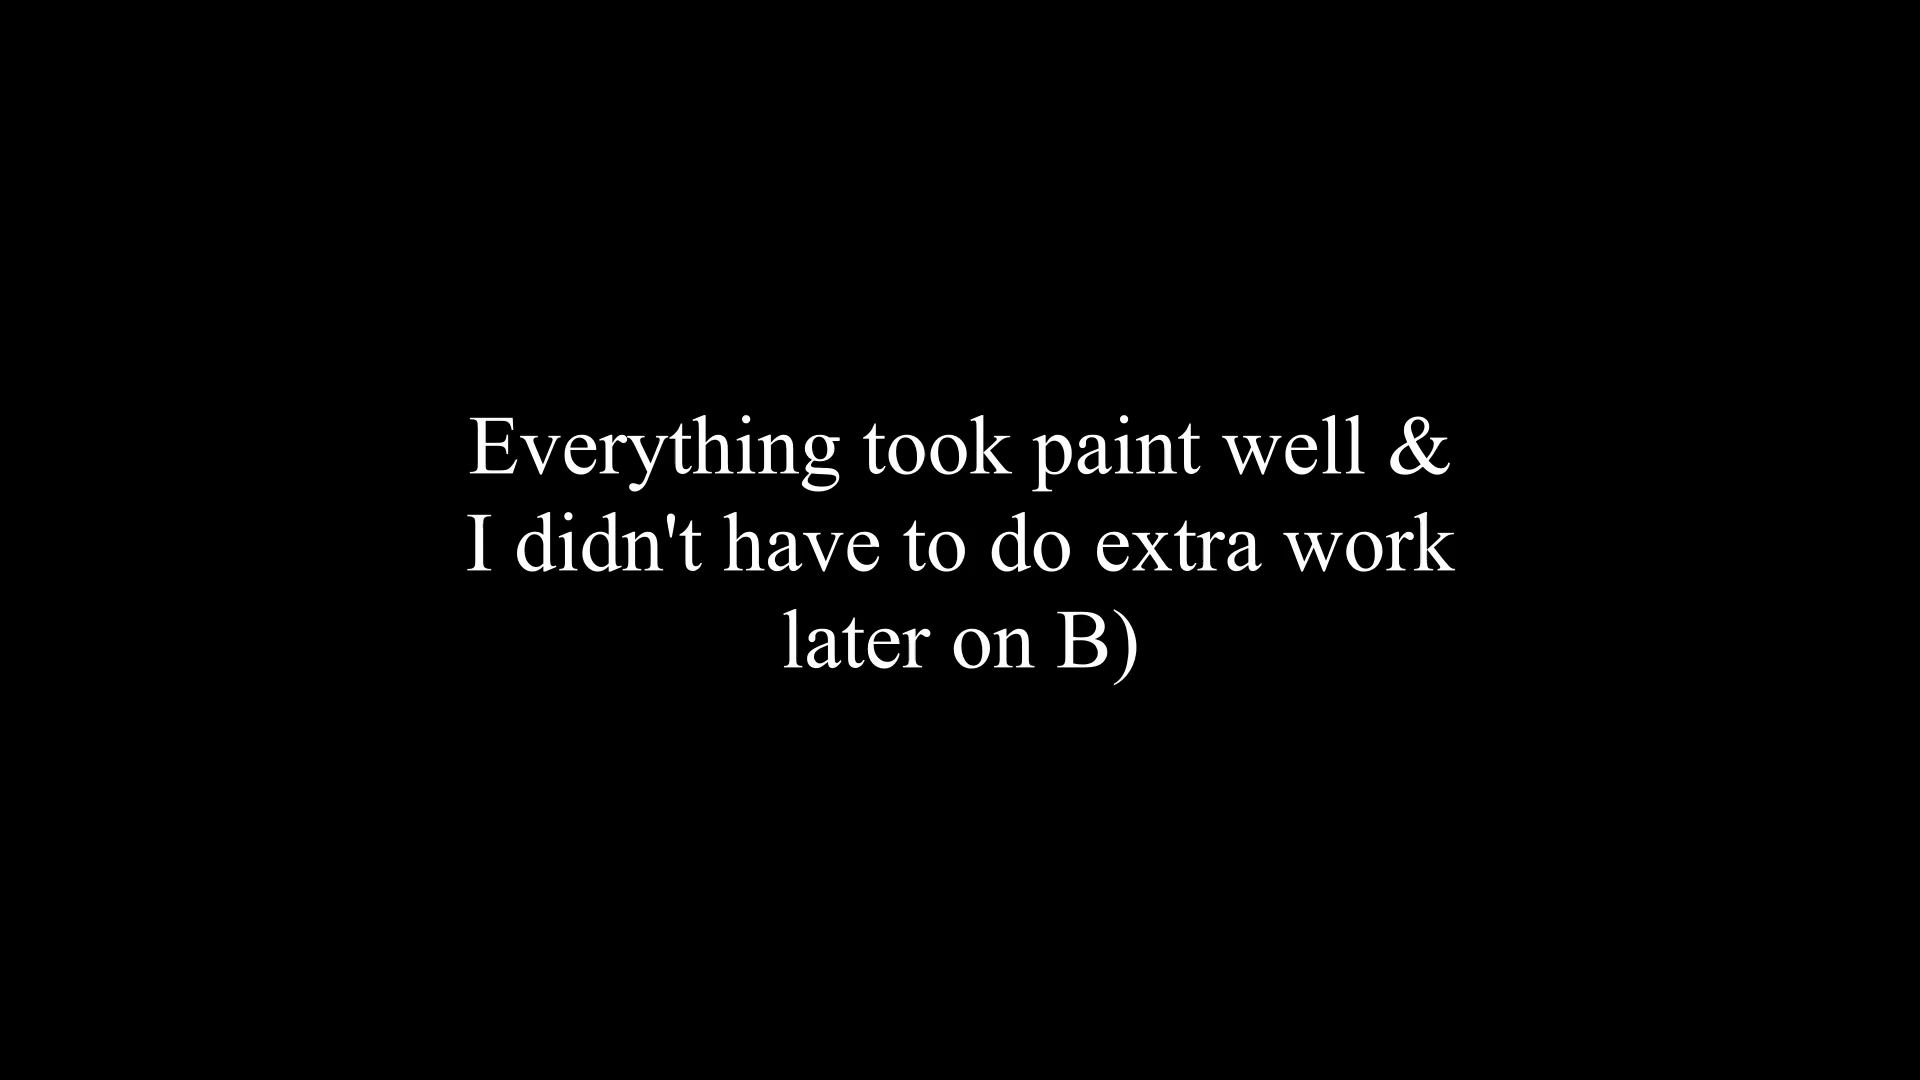 Everything took paint well &
I didn't have to do extra work
later on B)